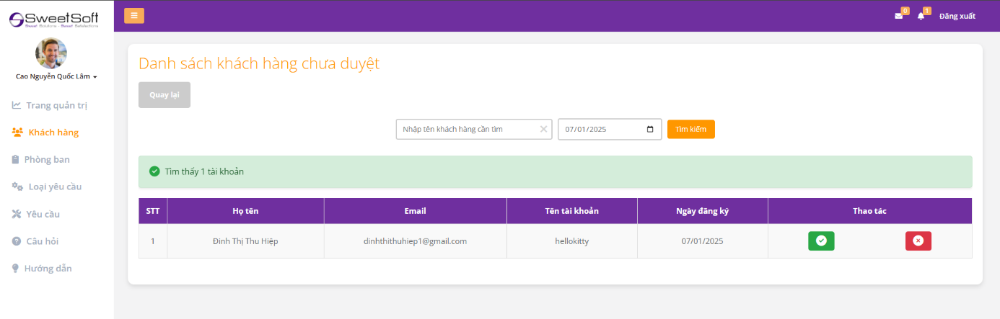 SweetSoft
Sweet Solutions - Sweet Satisfactions
0
1
Đăng xuất
Cao Nguyễn Quốc Lâm
Trang quản trị
Khách hàng
Phòng ban
Loại yêu cầu
Yêu cầu
Câu hỏi
Hướng dẫn
Danh sách khách hàng chưa duyệt
Quay lại
Nhập tên khách hàng cần tìm
07/01/2025
Tìm kiếm
Tìm thấy 1 tài khoản
STT Họ tên Email Tên tài khoản Ngày đăng ký Thao tác
1 Đinh Thị Thu Hiệp dinhthithuhiep1@gmail.com hellokitty 07/01/2025